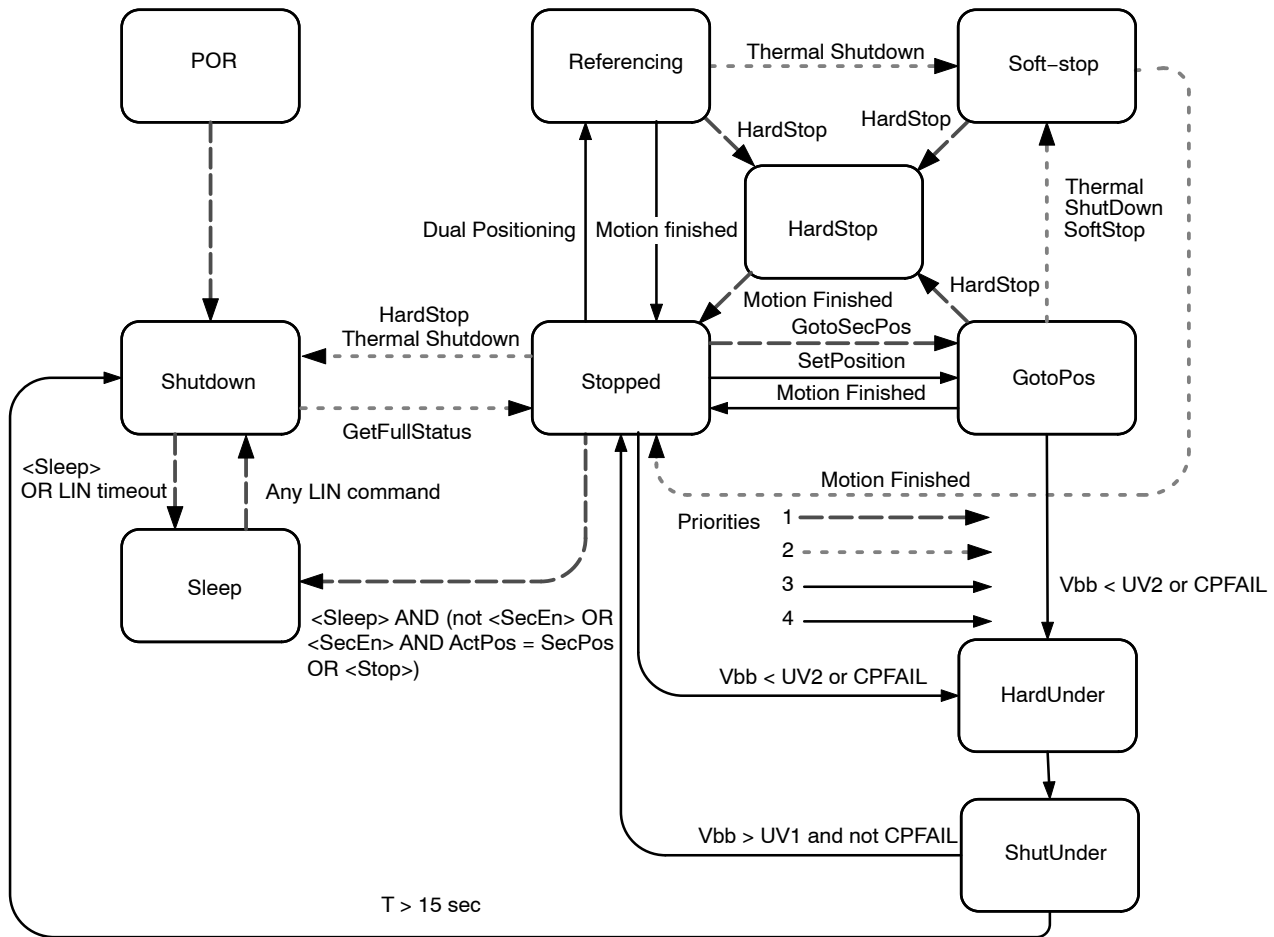 POR
Referencing
Thermal Shutdown
Soft−stop
HardStop
HardStop
Thermal
ShutDown
SoftStop
Dual Positioning
Motion finished
HardStop
HardStop
Motion Finished
HardStop
Thermal Shutdown
GotoSecPos
SetPosition
Motion Finished
Shutdown
Stopped
GotoPos
GetFullStatus
<Sleep>
OR LIN timeout
Any LIN command
Motion Finished
Priorities
1
2
3
4
Sleep
Vbb < UV2 or CPFAIL
<Sleep> AND (not <SecEn> OR
<SecEn> AND ActPos = SecPos
OR <Stop>)
Vbb < UV2 or CPFAIL
HardUnder
Vbb > UV1 and not CPFAIL
ShutUnder
T > 15 sec